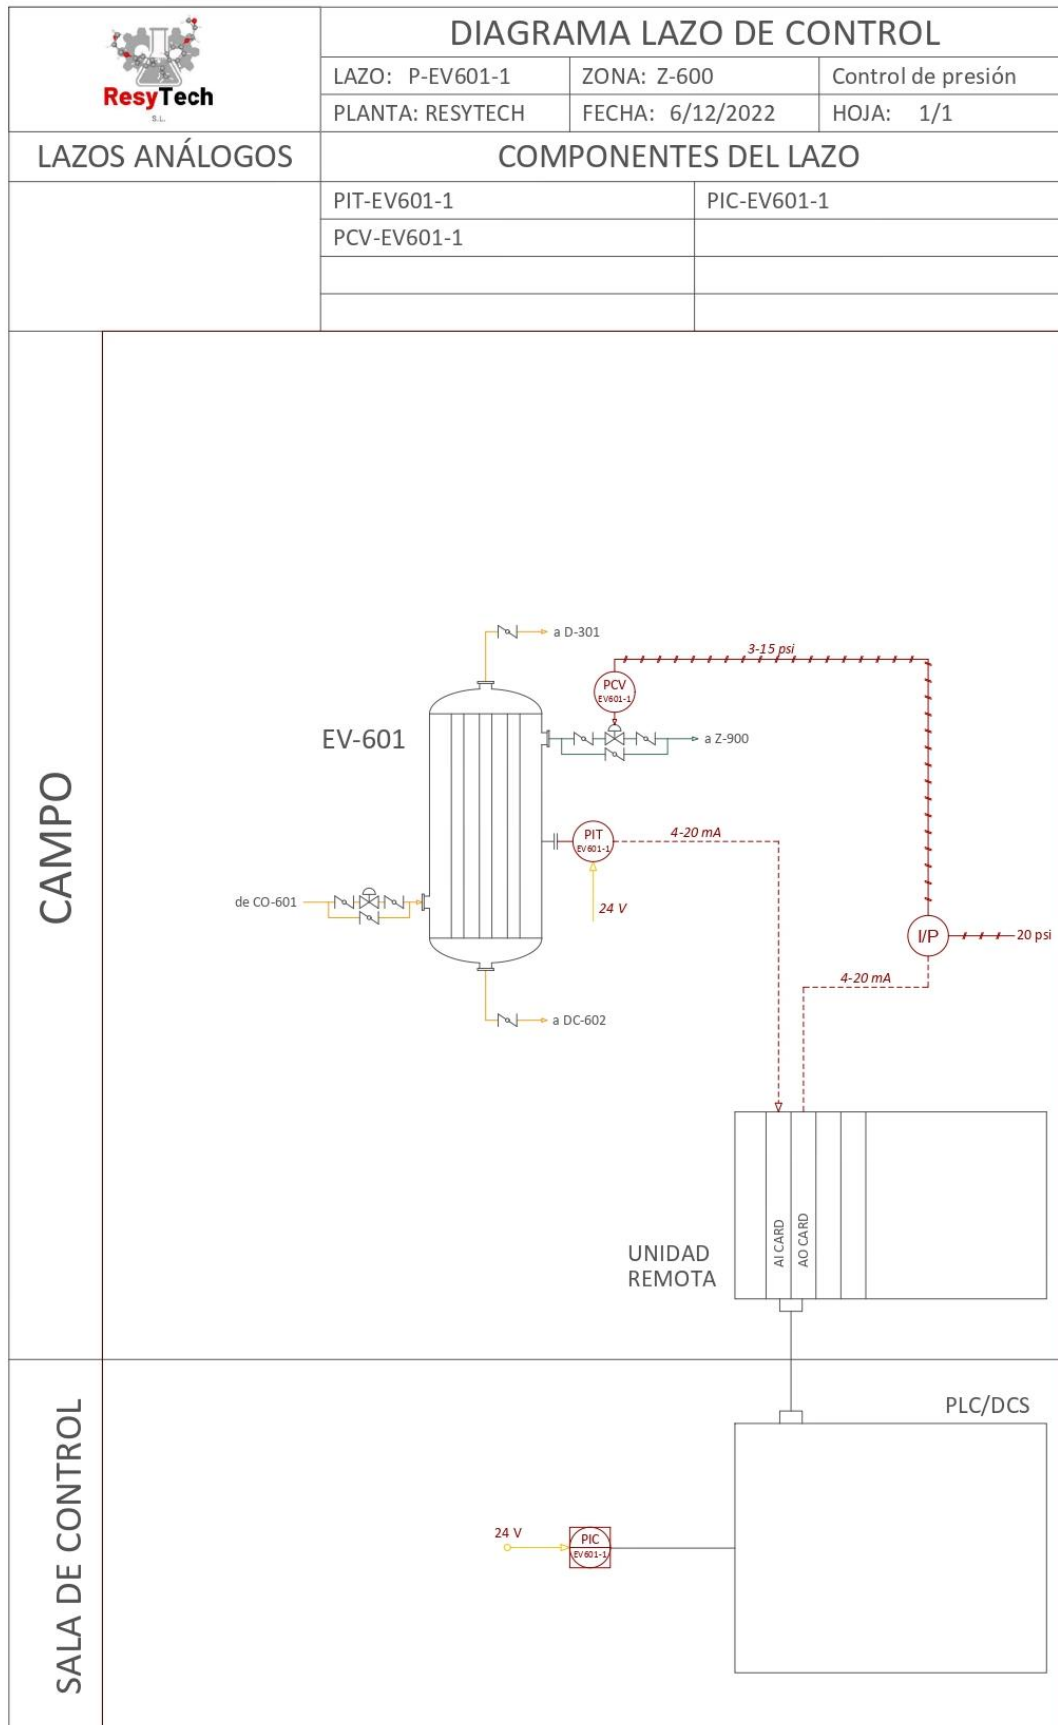 ResyTech
S.L.
DIAGRAMA LAZO DE CONTROL
LAZO: P-EV601-1
ZONA: Z-600
Control de presión
PLANTA: RESYTECH
FECHA: 6/12/2022
HOJA: 1/1
LAZOS ANÁLOGOS
COMPONENTES DEL LAZO
PIT-EV601-1
PIC-EV601-1
PCV-EV601-1
CAMPO
a D-301
3-15 psi
PCV
EV601-1
EV-601
a Z-900
PIT
EV601-1
4-20 mA
de CO-601
24 V
I/P
20 psi
4-20 mA
a DC-602
AI CARD
AO CARD
UNIDAD
REMOTA
SALA DE CONTROL
PLC/DCS
24 V
PIC
EV601-1